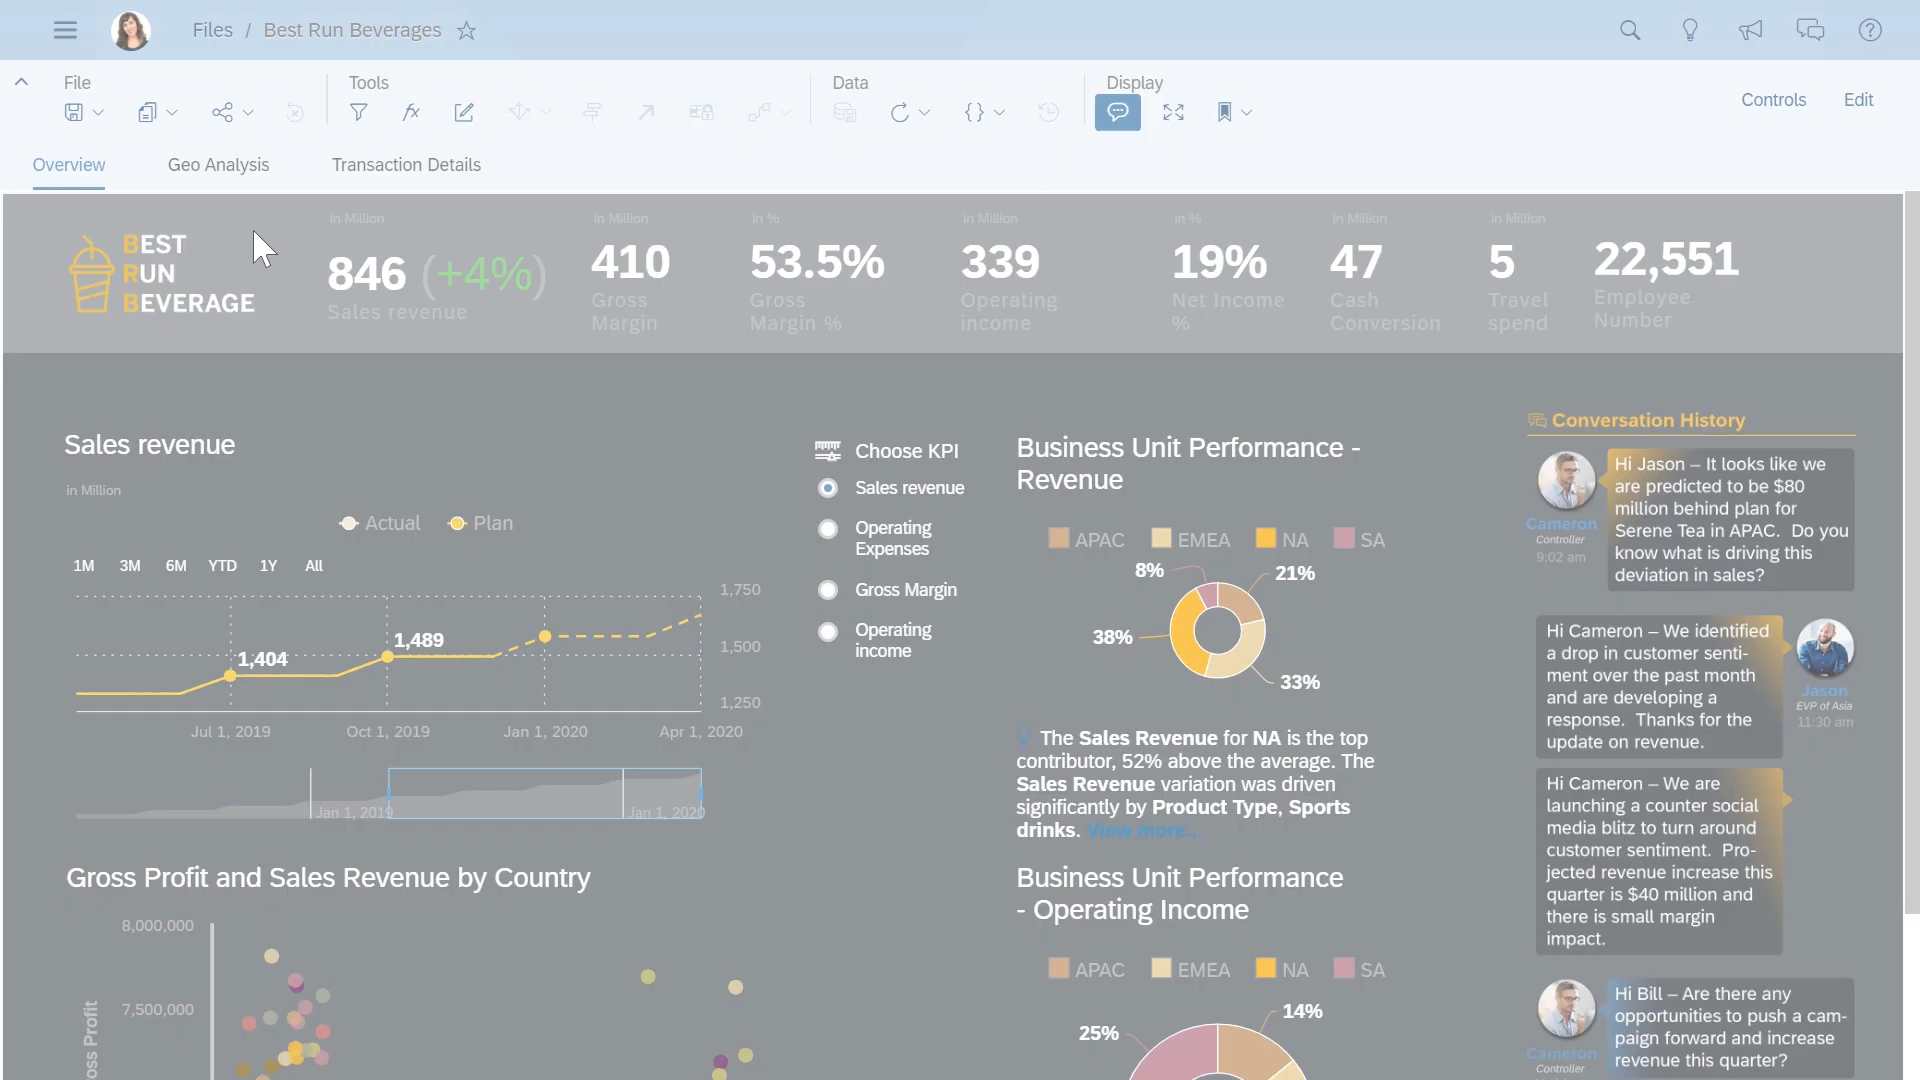 Files / Best Run Beverages
File
Tools
Data
Display
Controls
Edit
Overview
Geo Analysis
Transaction Details
BEST
RUN
BEVERAGE
in Million
846 (+4%)
Sales revenue
in Million
410
Gross
Margin
in %
53.5%
Gross
Margin %
in Million
339
Operating
income
in %
19%
Net Income
%
in Million
47
Cash
Conversion
in Million
5
Travel
spend
22,551
Employee
Number
Sales revenue
in Million
Actual
Plan
1M 3M 6M YTD 1Y All
1,750
1,500
1,250
1,404
1,489
Jul 1, 2019
Oct 1, 2019
Jan 1, 2020
Apr 1, 2020
Jan 1, 2019
Jan 1, 2020
Choose KPI
Sales revenue
Operating
Expenses
Gross Margin
Operating
income
Business Unit Performance -
Revenue
APAC EMEA NA SA
8%
21%
38%
33%
The Sales Revenue for NA is the top
contributor, 52% above the average. The
Sales Revenue variation was driven
significantly by Product Type, Sports
drinks. View more...
Gross Profit and Sales Revenue by Country
8,000,000
7,500,000
oss Profit
Business Unit Performance
- Operating Income
APAC EMEA NA SA
14%
25%
Conversation History
Cameron
Controller
9:02 am
Hi Jason – It looks like we
are predicted to be $80
million behind plan for
Serene Tea in APAC. Do you
know what is driving this
deviation in sales?
Hi Cameron – We identified
a drop in customer senti-
ment over the past month
and are developing a
response. Thanks for the
update on revenue.
Jason
EVP of Asia
11:30 am
Hi Cameron – We are
launching a counter social
media blitz to turn around
customer sentiment. Pro-
jected revenue increase this
quarter is $40 million and
there is small margin
impact.
Cameron
Controller
Hi Bill – Are there any
opportunities to push a cam-
paign forward and increase
revenue this quarter?